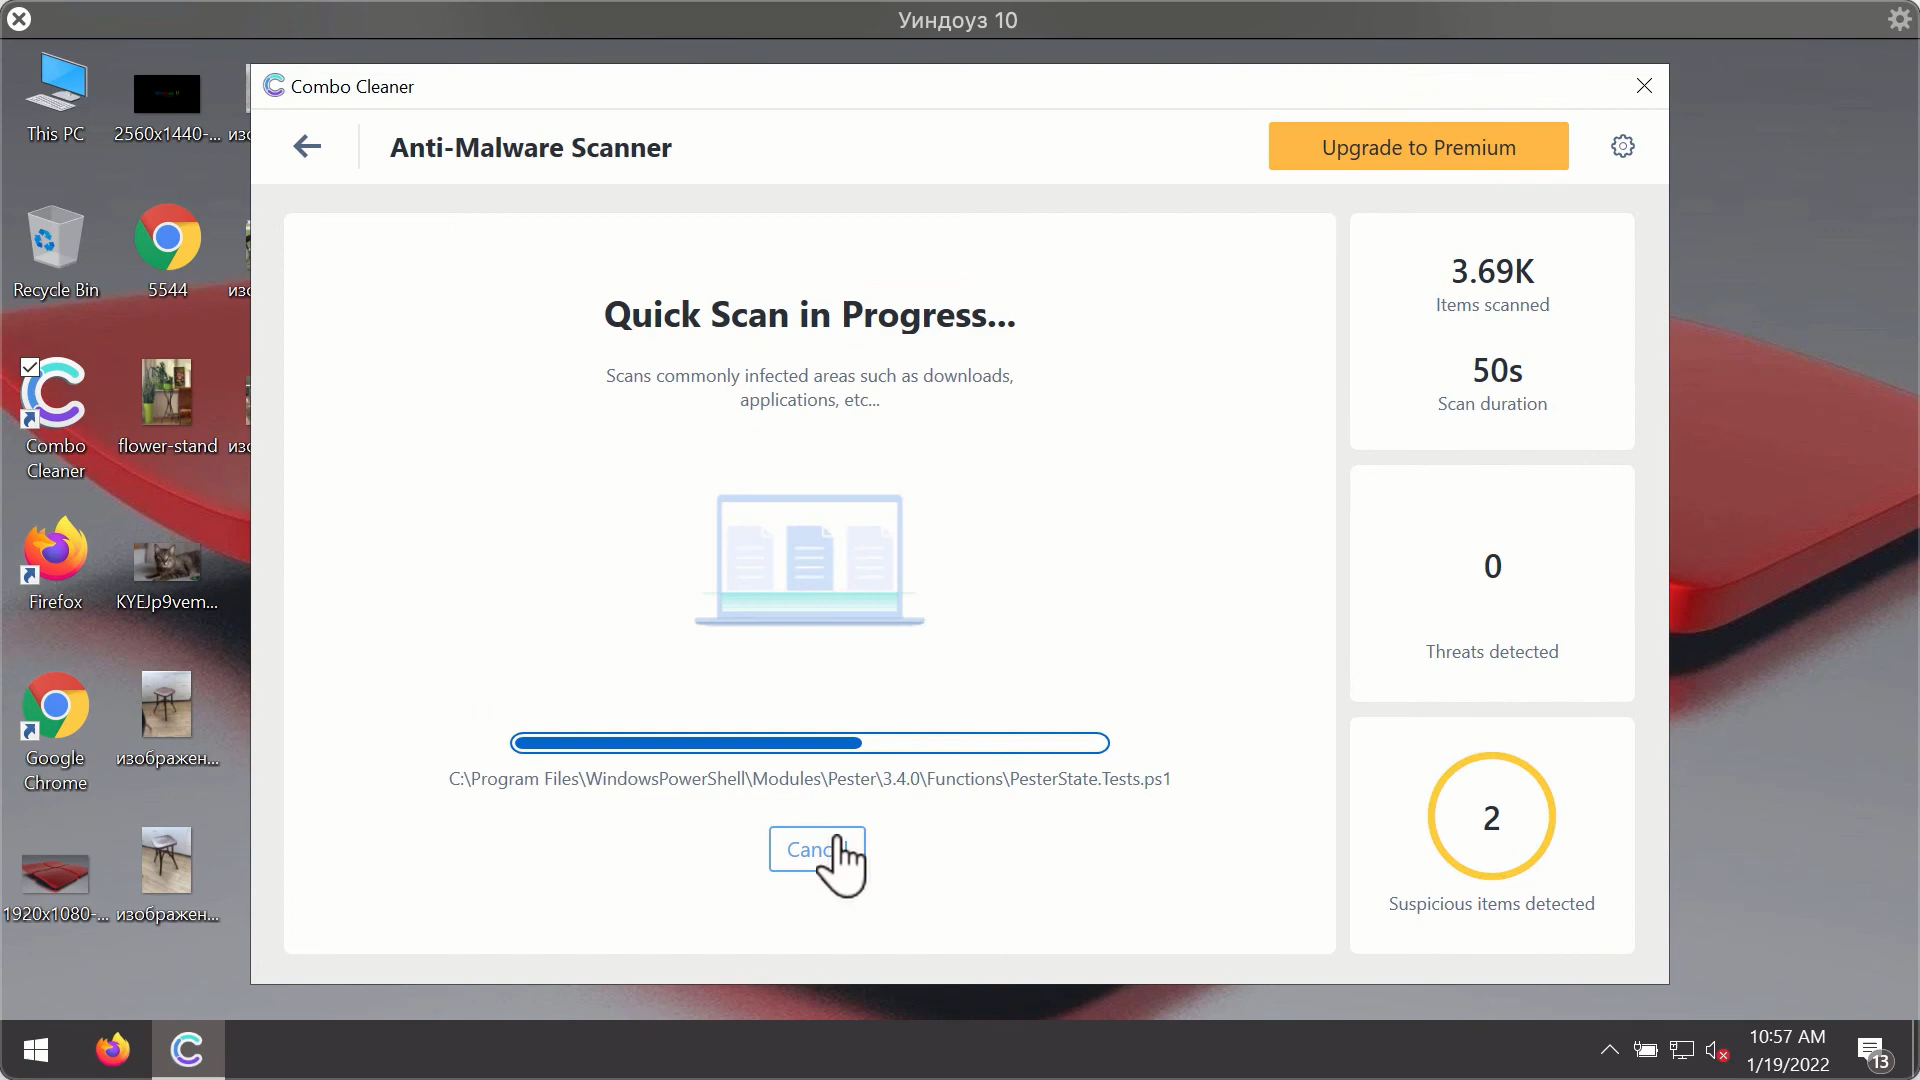 Уиндоуз 10
This PC
2560x1440-...
изо
Recycle Bin
5544
изо
Combo
Cleaner
flower-stand
изо
Firefox
KYEJp9vem...
Google
Chrome
изображен...
1920x1080-...
изображен...
Combo Cleaner
Anti-Malware Scanner
Upgrade to Premium
Quick Scan in Progress...
Scans commonly infected areas such as downloads,
applications, etc...
C:\Program Files\WindowsPowerShell\Modules\Pester\3.4.0\Functions\PesterState.Tests.ps1
3.69K
Items scanned
50s
Scan duration
0
Threats detected
2
Suspicious items detected
10:57 AM
1/19/2022
13